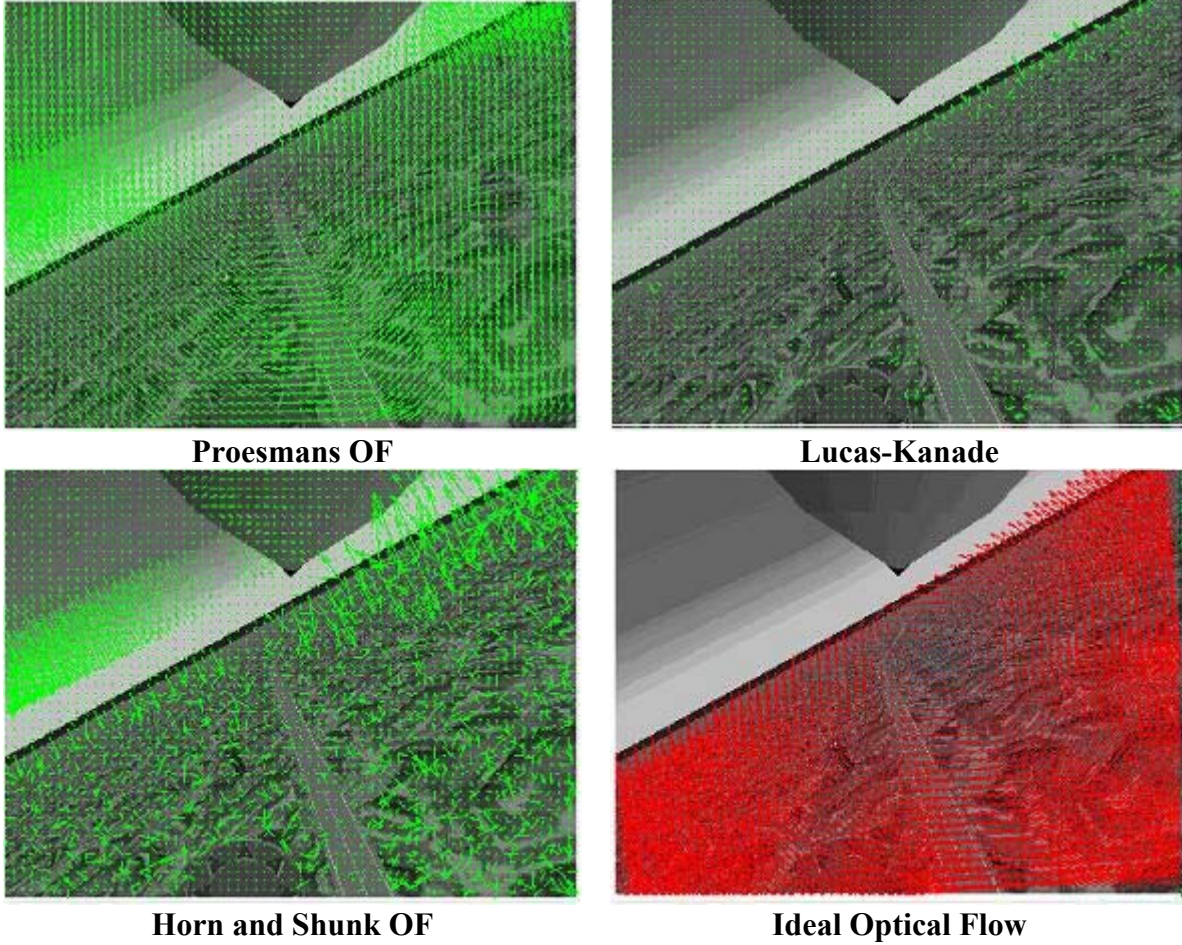 Proesmans OF
Lucas-Kanade
Horn and Shunk OF
Ideal Optical Flow